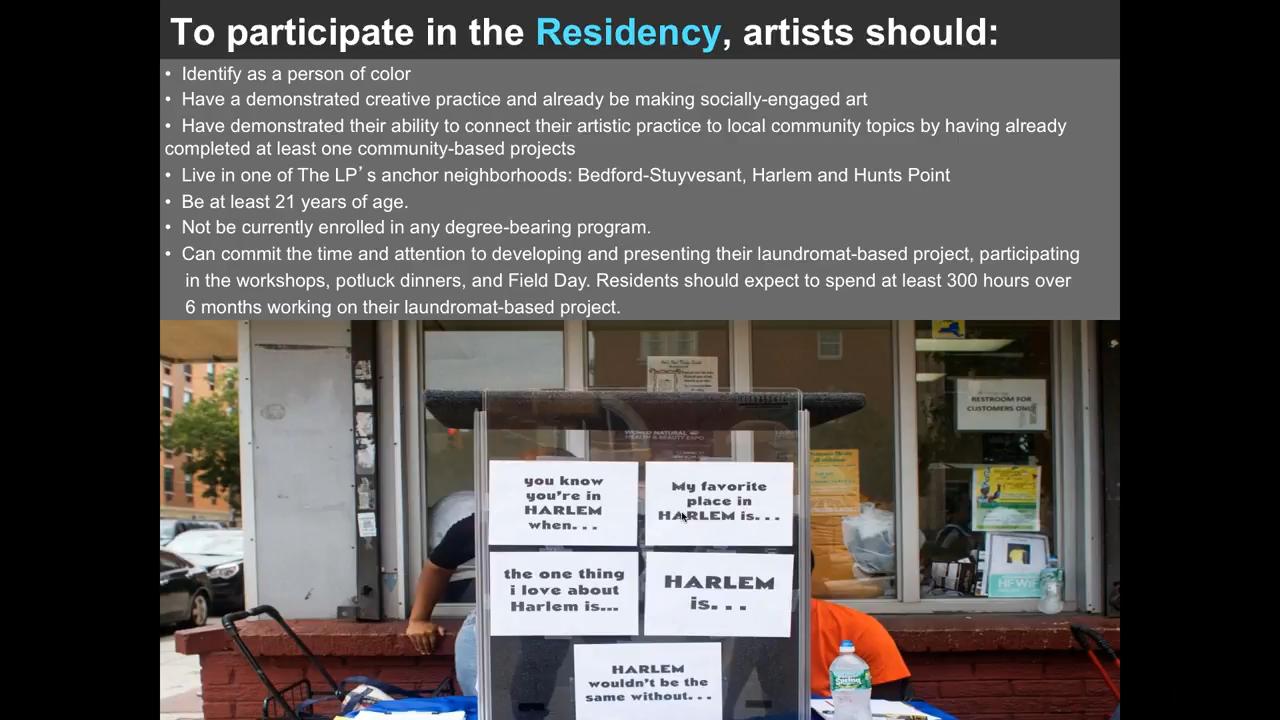 To participate in the Residency, artists should:
• Identify as a person of color
• Have a demonstrated creative practice and already be making socially-engaged art
• Have demonstrated their ability to connect their artistic practice to local community topics by having already
completed at least one community-based projects
• Live in one of The LP’s anchor neighborhoods: Bedford-Stuyvesant, Harlem and Hunts Point
• Be at least 21 years of age.
• Not be currently enrolled in any degree-bearing program.
• Can commit the time and attention to developing and presenting their laundromat-based project, participating
in the workshops, potluck dinners, and Field Day. Residents should expect to spend at least 300 hours over
6 months working on their laundromat-based project.
RESTROOM FOR
CUSTOMERS ONLY
WORLD NATURAL
HEALTH & BEAUTY EXPO
you know
you're in
HARLEM
when. . .
My favorite
place in
HARLEM is. . .
the one thing
i love about
Harlem is...
HARLEM
is. . .
HARLEM
wouldn't be the
same without. . .